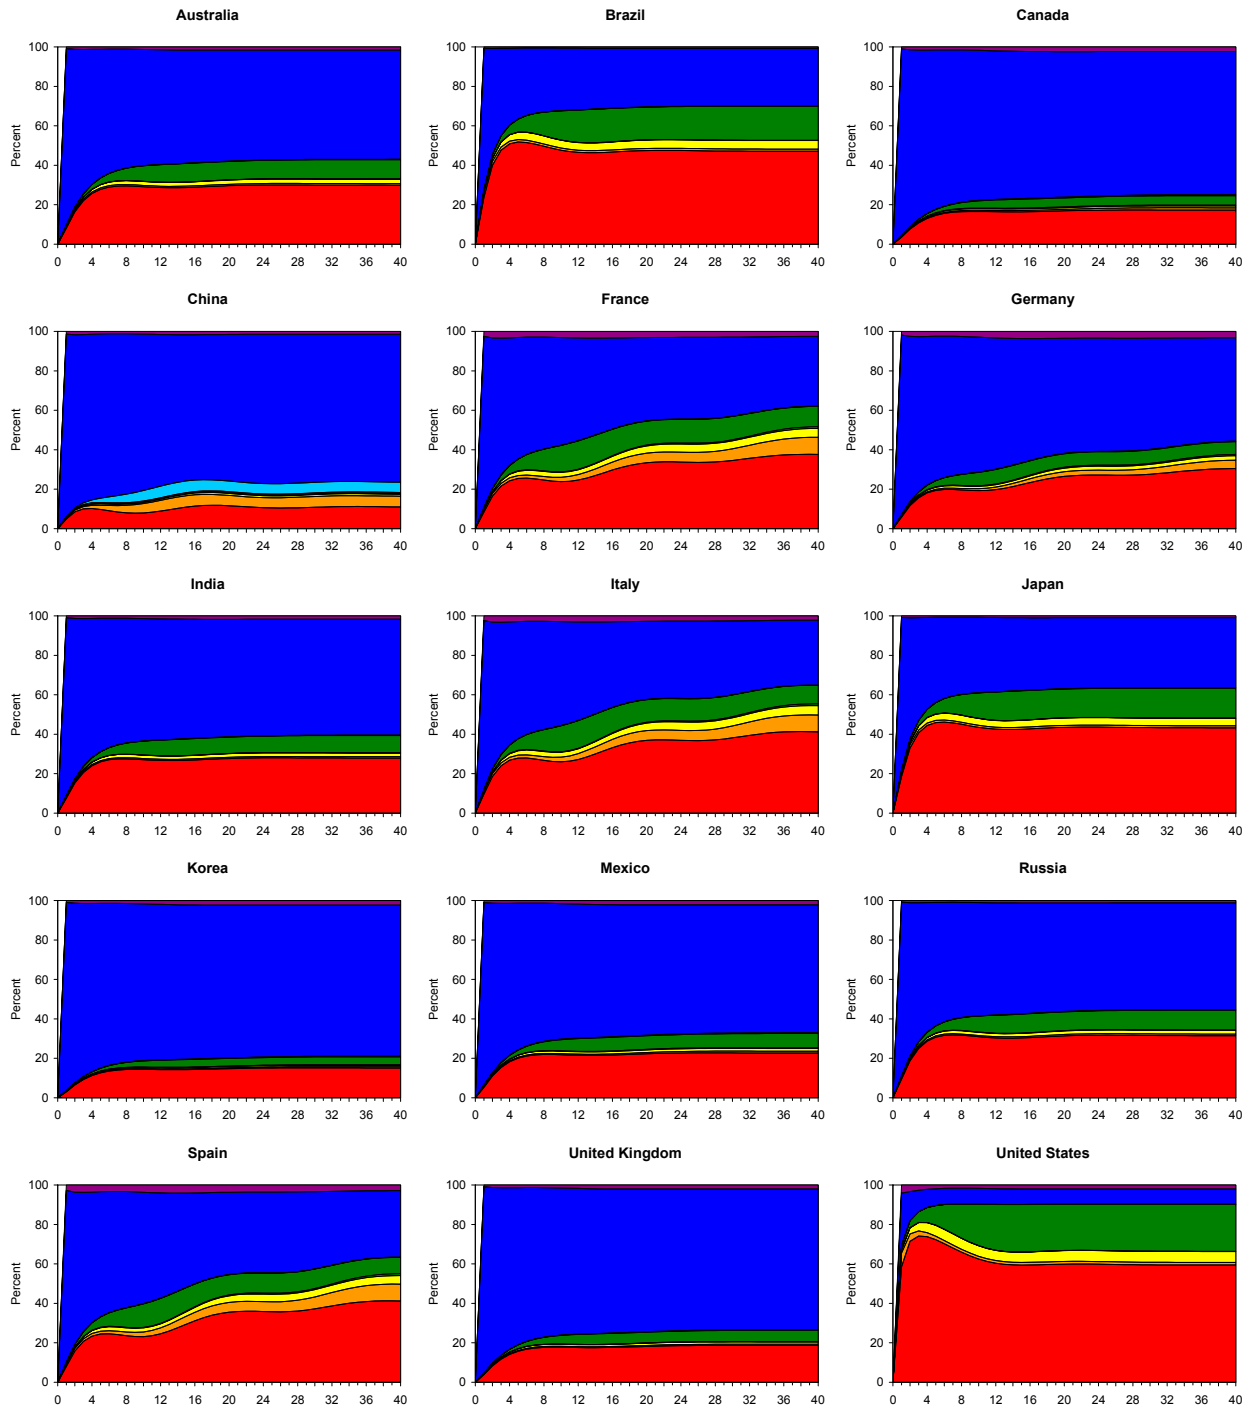 Australia Brazil Canada
100 100 100
80 80 80
60 60 60
Percent Percent Percent
40 40 40
20 20 20
0 0 0
0 4 8 12 16 20 24 28 32 36 40 0 4 8 12 16 20 24 28 32 36 40 0 4 8 12 16 20 24 28 32 36 40
China France Germany
100 100 100
80 80 80
60 60 60
Percent Percent Percent
40 40 40
20 20 20
0 0 0
0 4 8 12 16 20 24 28 32 36 40 0 4 8 12 16 20 24 28 32 36 40 0 4 8 12 16 20 24 28 32 36 40
India Italy Japan
100 100 100
80 80 80
60 60 60
Percent Percent Percent
40 40 40
20 20 20
0 0 0
0 4 8 12 16 20 24 28 32 36 40 0 4 8 12 16 20 24 28 32 36 40 0 4 8 12 16 20 24 28 32 36 40
Korea Mexico Russia
100 100 100
80 80 80
60 60 60
Percent Percent Percent
40 40 40
20 20 20
0 0 0
0 4 8 12 16 20 24 28 32 36 40 0 4 8 12 16 20 24 28 32 36 40 0 4 8 12 16 20 24 28 32 36 40
Spain United Kingdom United States
100 100 100
80 80 80
60 60 60
Percent Percent Percent
40 40 40
20 20 20
0 0 0
0 4 8 12 16 20 24 28 32 36 40 0 4 8 12 16 20 24 28 32 36 40 0 4 8 12 16 20 24 28 32 36 40